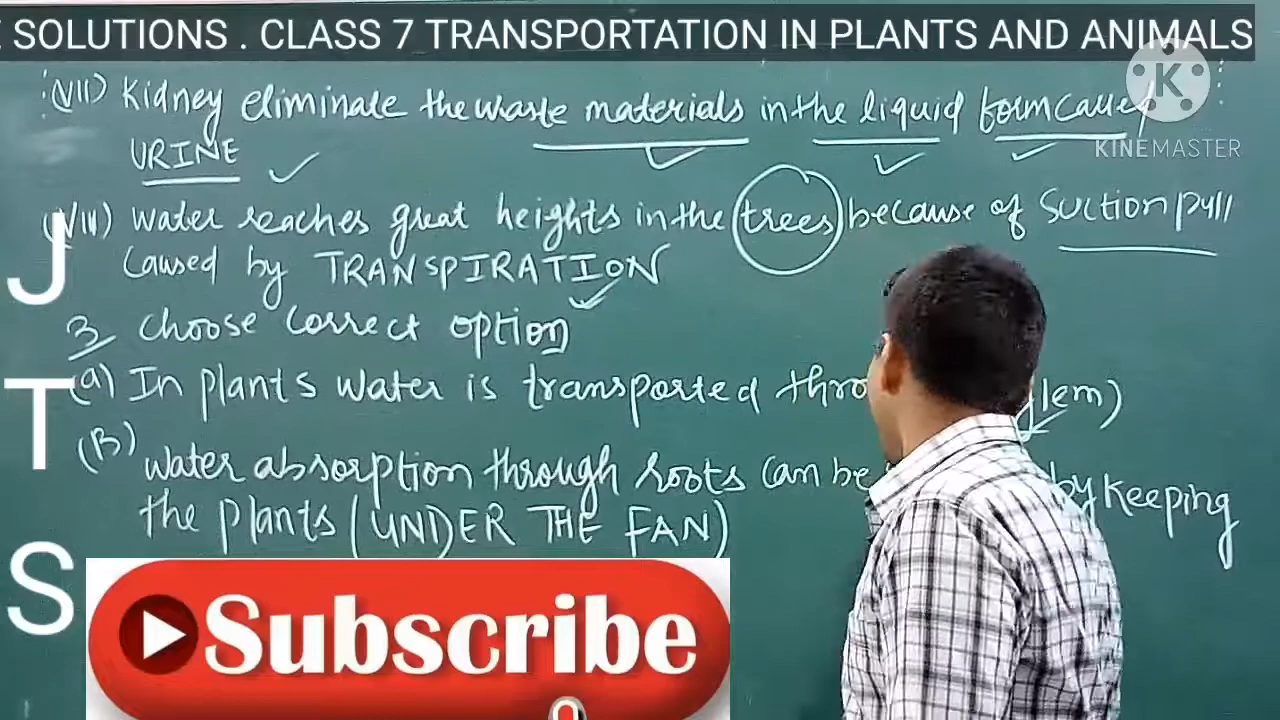 SOLUTIONS . CLASS 7 TRANSPORTATION IN PLANTS AND ANIMALS
K
KINEMASTER
(VII) Kidney eliminate the waste materials in the liquid form called
URINE
(VIII) Water reaches great heights in the trees because of suction pull
caused by TRANSPIRATION
3 choose correct option
(a) In plants water is transported thro lem)
(B)
water absorption through roots can be by keeping
the plants (UNDER THE FAN)
J
T
S
Subscribe